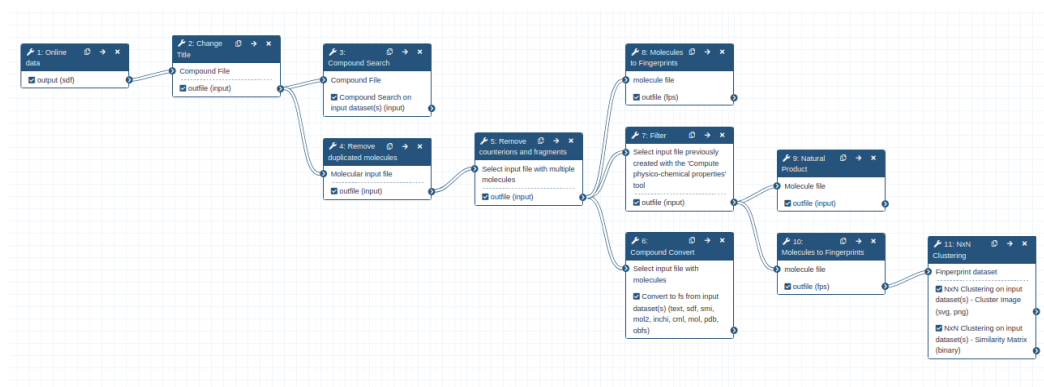 1: Online
data
output (sdf)
2: Change
Title
Compound File
outfile (input)
3:
Compound Search
Compound File
Compound Search on
input dataset(s) (input)
4: Remove
duplicated molecules
Molecular input file
outfile (input)
5: Remove
counterions and fragments
Select input file with multiple
molecules
outfile (input)
8: Molecules
to Fingerprints
molecule file
outfile (fps)
7: Filter
Select input file previously
created with the 'Compute
physico-chemical properties'
tool
outfile (input)
6:
Compound Convert
Select input file with
molecules
Convert to fs from input
dataset(s) (text, sdf, smi,
mol2, inchi, cml, mol, pdb,
obfs)
9: Natural
Product
Molecule file
outfile (input)
10:
Molecules to Fingerprints
molecule file
outfile (fps)
11: NxN
Clustering
Finperprint dataset
NxN Clustering on input
dataset(s) - Cluster Image
(svg, png)
NxN Clustering on input
dataset(s) - Similarity Matrix
(binary)